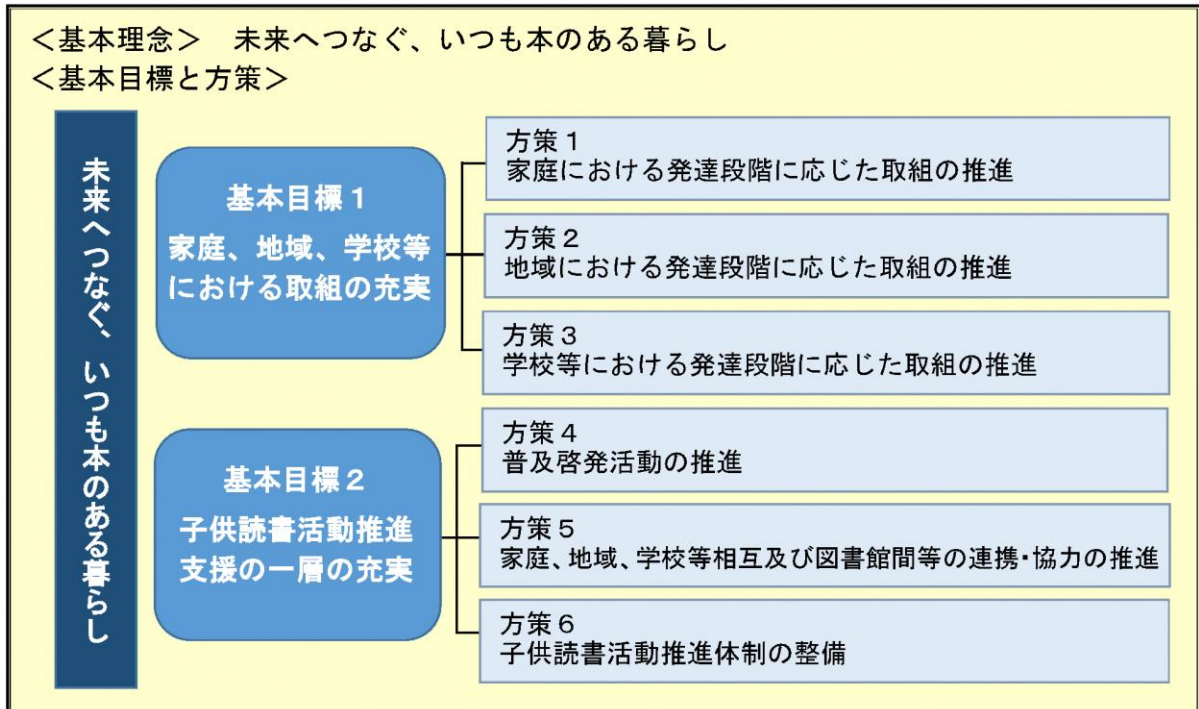 <基本理念> 未来へつなぐ、いつも本のある暮らし
<基本目標と方策>
未来へつなぐ、いつも本のある暮らし
基本目標1
家庭、地域、学校等
における取組の充実
方策1
家庭における発達段階に応じた取組の推進
方策2
地域における発達段階に応じた取組の推進
方策3
学校等における発達段階に応じた取組の推進
基本目標2
子供読書活動推進
支援の一層の充実
方策4
普及啓発活動の推進
方策5
家庭、地域、学校等相互及び図書館間等の連携・協力の推進
方策6
子供読書活動推進体制の整備